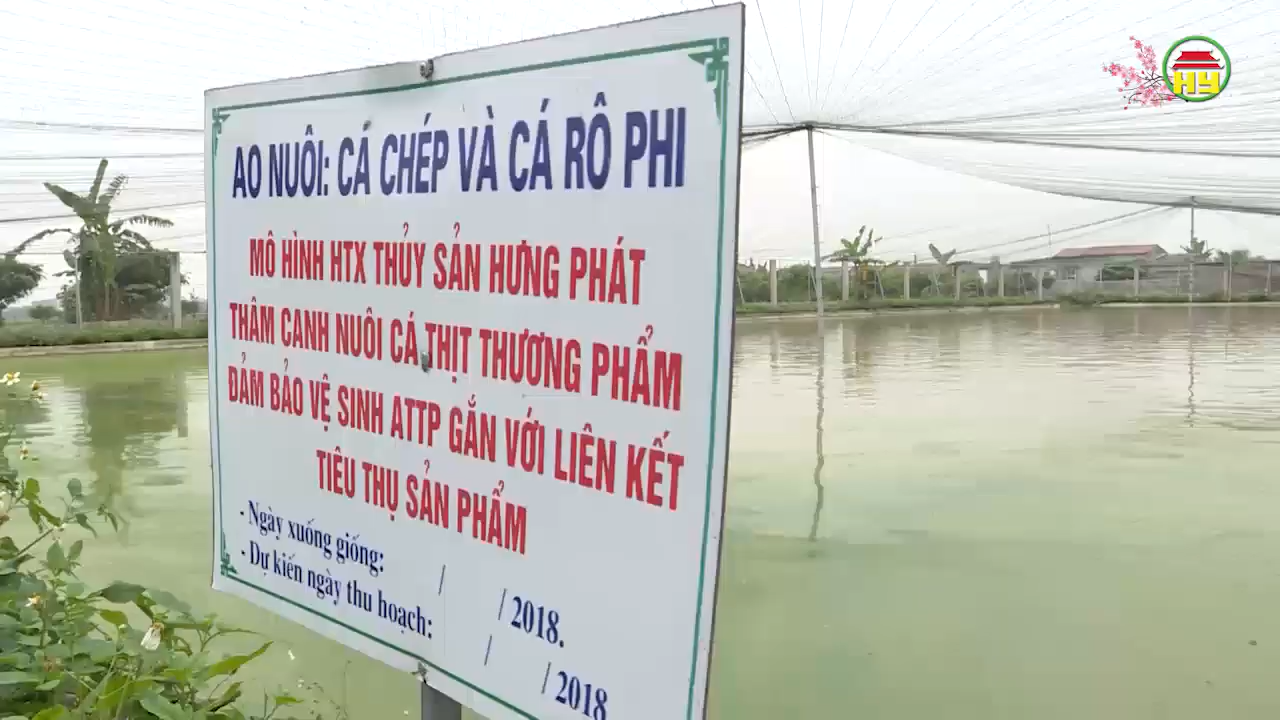 HY
AO NUÔI: CÁ CHÉP VÀ CÁ RÔ PHI
MÔ HÌNH HTX THỦY SẢN HƯNG PHÁT
THÂM CANH NUÔI CÁ THỊT THƯƠNG PHẨM
ĐẢM BẢO VỆ SINH ATTP GẮN VỚI LIÊN KẾT
TIÊU THỤ SẢN PHẨM
- Ngày xuống giống: / / 2018.
- Dự kiến ngày thu hoạch: / / 2018